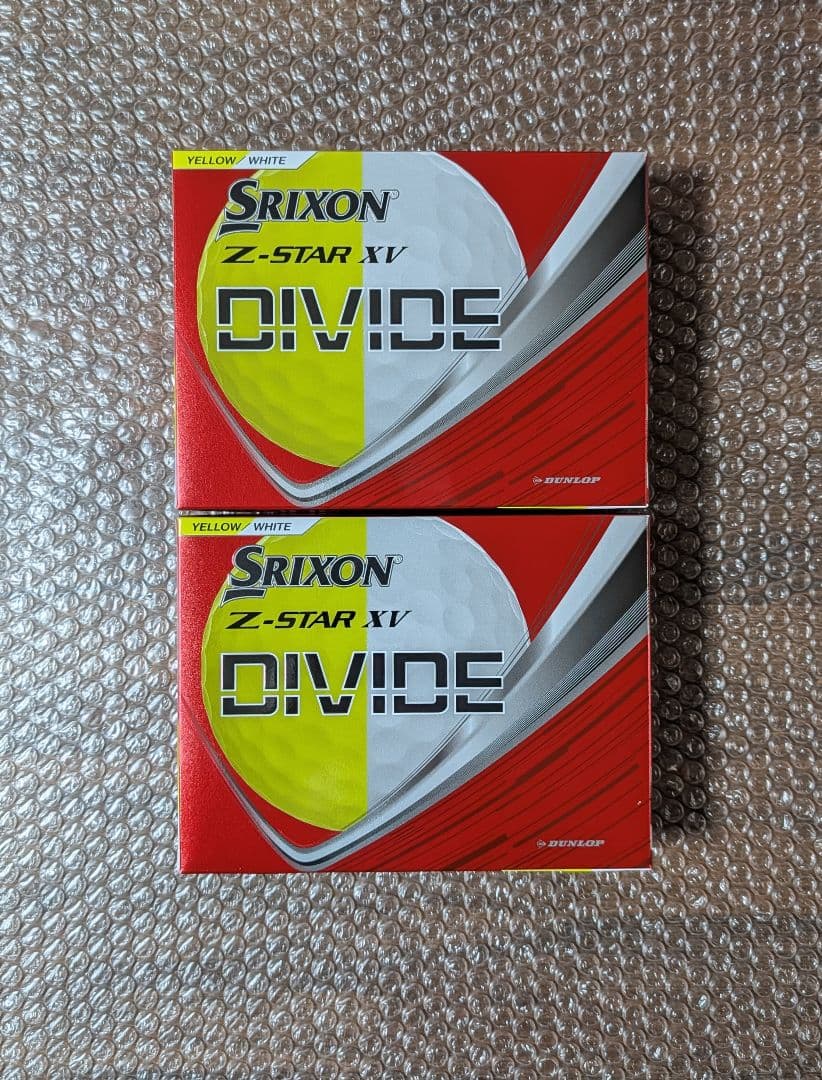 YELLOW/WHITE
SRIXON
Z-STAR XV
DIVIDE
DUNLOP
YELLOW/WHITE
SRIXON
Z-STAR XV
DIVIDE
DUNLOP